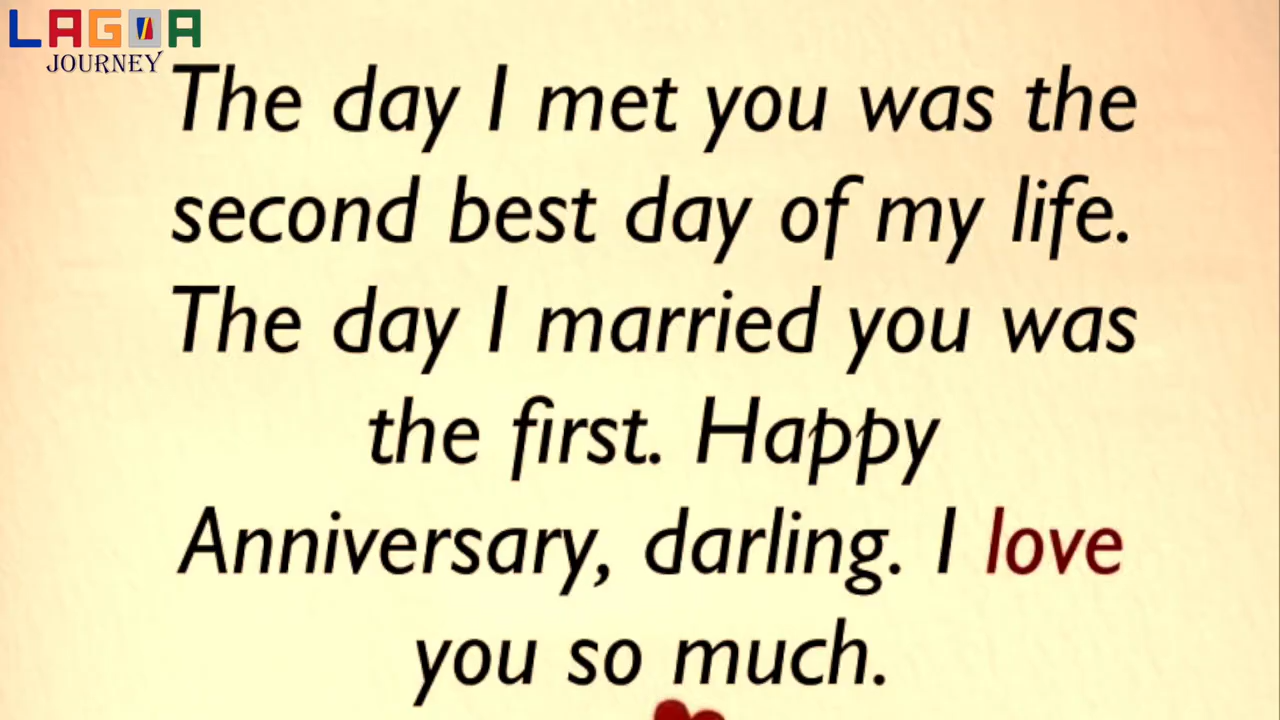 LAGOA
JOURNEY
The day I met you was the
second best day of my life.
The day I married you was
the first. Happy
Anniversary, darling. I love
you so much.